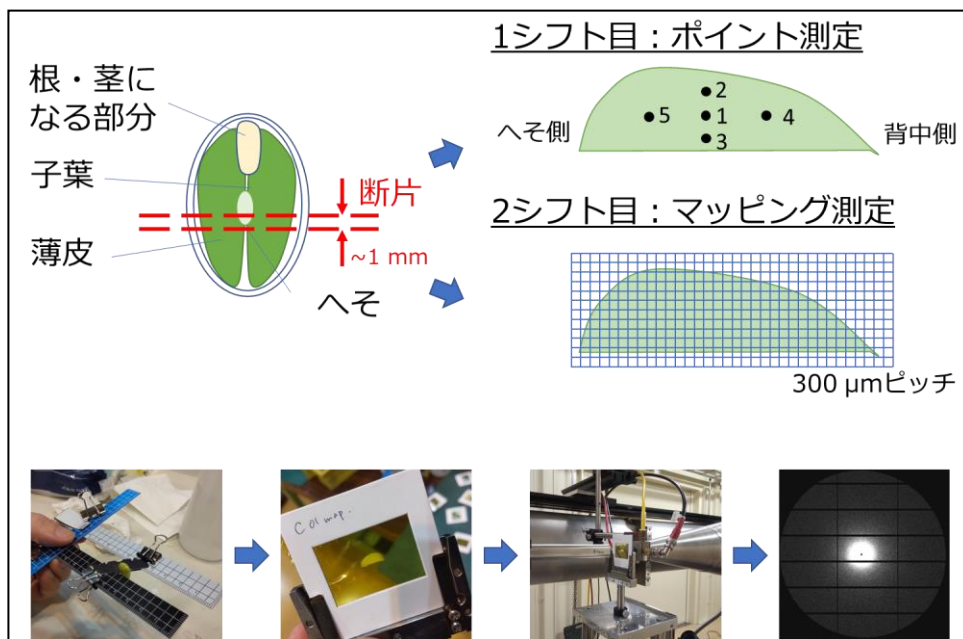 根・茎に
なる部分
子葉
薄皮
断片
~1 mm
へそ
1シフト目：ポイント測定
へそ側
2
5
1
4
3
背中側
2シフト目：マッピング測定
300 µmピッチ
C01 map.